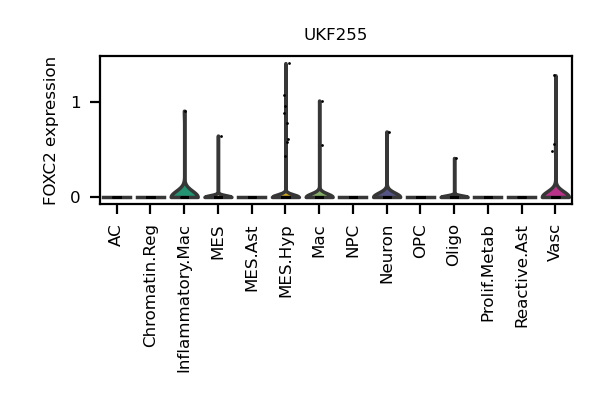 UKF255
FOXC2 expression
1
0
AC
Chromatin.Reg
Inflammatory.Mac
MES
MES.Ast
MES.Hyp
Mac
NPC
Neuron
OPC
Oligo
Prolif.Metab
Reactive.Ast
Vasc